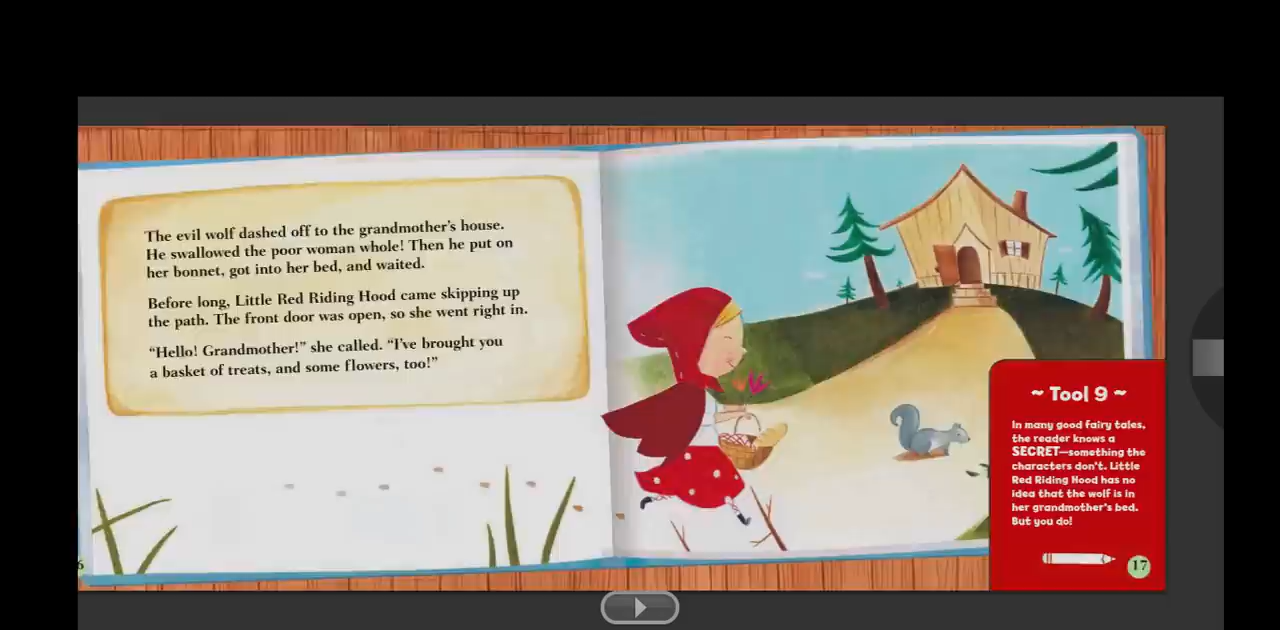 The evil wolf dashed off to the grandmother's house.
He swallowed the poor woman whole! Then he put on
her bonnet, got into her bed, and waited.
Before long, Little Red Riding Hood came skipping up
the path. The front door was open, so she went right in.
“Hello! Grandmother!” she called. “I've brought you
a basket of treats, and some flowers, too!”
~ Tool 9 ~
In many good fairy tales,
the reader knows a
SECRET—something the
characters don't. Little
Red Riding Hood has no
idea that the wolf is in
her grandmother's bed.
But you do!
6
17